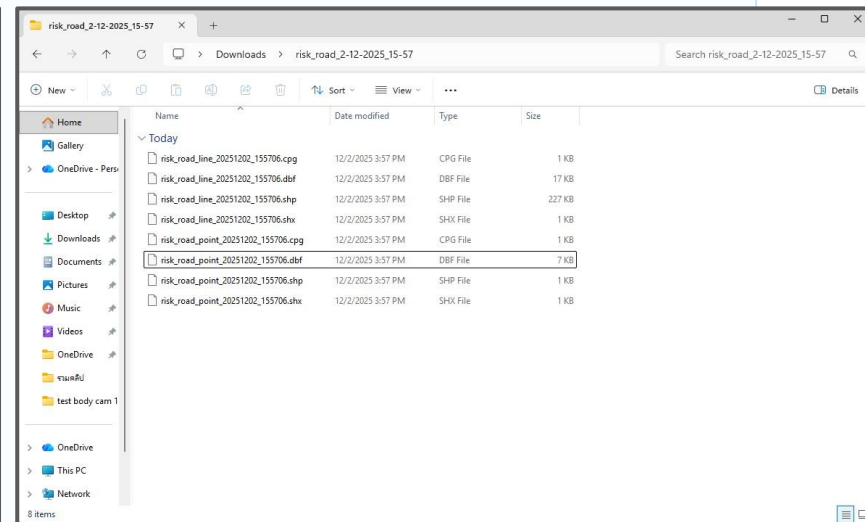 risk_road_2-12-2025_15-57
Downloads > risk_road_2-12-2025_15-57
Search risk_road_2-12-2025_15-57
New
Sort
View
Details
Name Date modified Type Size
Home
Gallery
OneDrive - Pers
Desktop
Downloads
Documents
Pictures
Music
Videos
OneDrive
รวมคลิป
test body cam 1
OneDrive
This PC
Network
Today
risk_road_line_20251202_155706.cpg 12/2/2025 3:57 PM CPG File 1 KB
risk_road_line_20251202_155706.dbf 12/2/2025 3:57 PM DBF File 17 KB
risk_road_line_20251202_155706.shp 12/2/2025 3:57 PM SHP File 227 KB
risk_road_line_20251202_155706.shx 12/2/2025 3:57 PM SHX File 1 KB
risk_road_point_20251202_155706.cpg 12/2/2025 3:57 PM CPG File 1 KB
risk_road_point_20251202_155706.dbf 12/2/2025 3:57 PM DBF File 7 KB
risk_road_point_20251202_155706.shp 12/2/2025 3:57 PM SHP File 1 KB
risk_road_point_20251202_155706.shx 12/2/2025 3:57 PM SHX File 1 KB
8 items